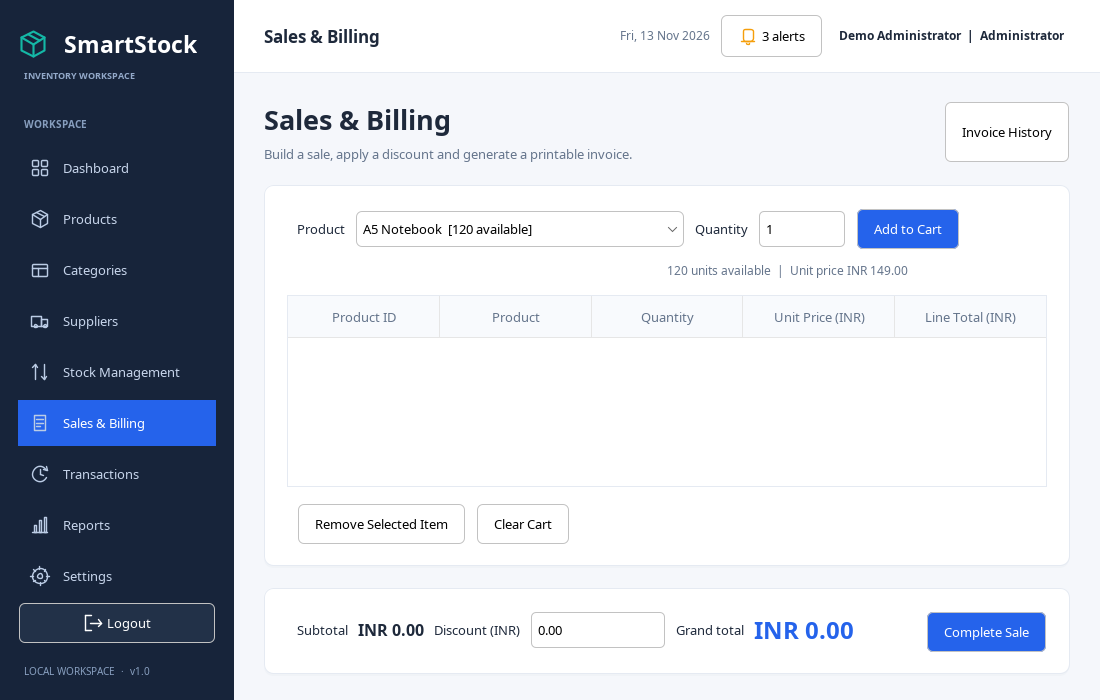 SmartStock
INVENTORY WORKSPACE
WORKSPACE
Dashboard
Products
Categories
Suppliers
Stock Management
Sales & Billing
Transactions
Reports
Settings
Logout
LOCAL WORKSPACE · v1.0
Sales & Billing
Fri, 13 Nov 2026
3 alerts
Demo Administrator | Administrator
Sales & Billing
Build a sale, apply a discount and generate a printable invoice.
Invoice History
Product A5 Notebook [120 available] Quantity 1 Add to Cart
120 units available | Unit price INR 149.00
Product ID Product Quantity Unit Price (INR) Line Total (INR)
Remove Selected Item Clear Cart
Subtotal INR 0.00 Discount (INR) 0.00 Grand total INR 0.00 Complete Sale